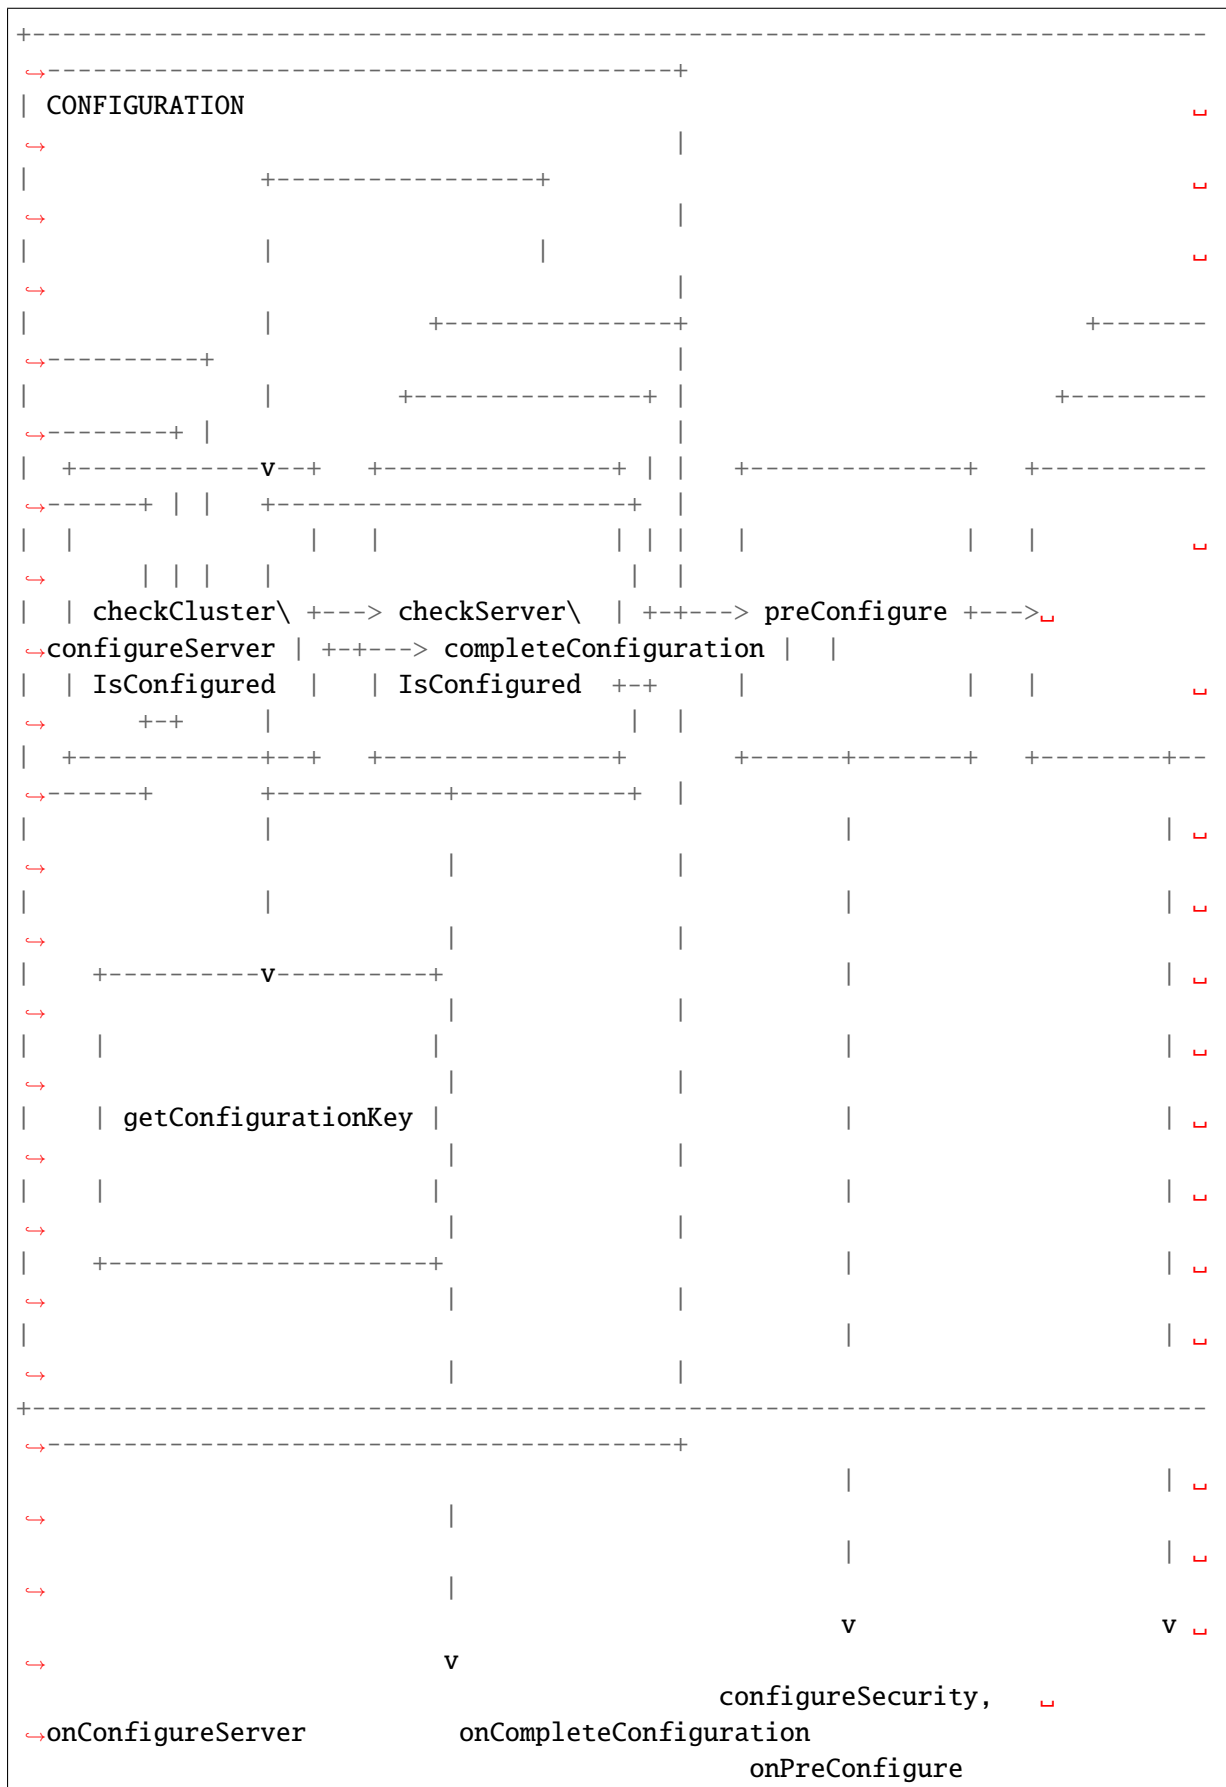 | CONFIGURATION
| | checkCluster\ +---> checkServer\ | +-+---> preConfigure +--->␣
↪configureServer | +-+---> completeConfiguration | |
| | IsConfigured | | IsConfigured +-+ | | | ␣
| | getConfigurationKey | | | ␣
v v ␣
↪ v
configureSecurity, ␣
↪onConfigureServer onCompleteConfiguration
onPreConfigure